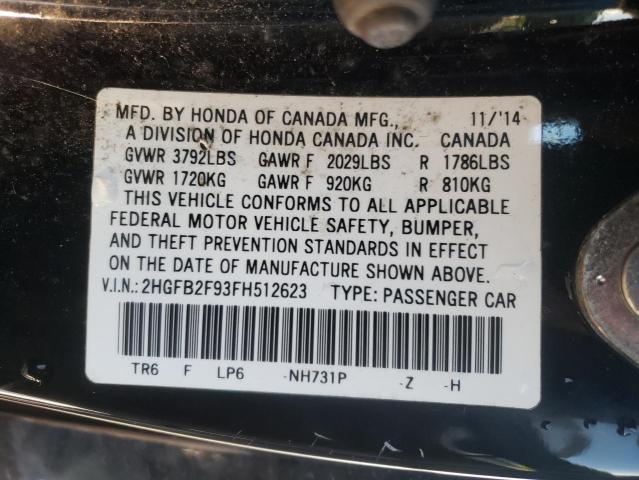 MFD. BY HONDA OF CANADA MFG., 11/'14
A DIVISION OF HONDA CANADA INC. CANADA
GVWR 3792LBS GAWR F 2029LBS R 1786LBS
GVWR 1720KG GAWR F 920KG R 810KG
THIS VEHICLE CONFORMS TO ALL APPLICABLE
FEDERAL MOTOR VEHICLE SAFETY, BUMPER,
AND THEFT PREVENTION STANDARDS IN EFFECT
ON THE DATE OF MANUFACTURE SHOWN ABOVE.
V.I.N.: 2HGFB2F93FH512623 TYPE: PASSENGER CAR
TR6 F LP6 -NH731P -Z -H